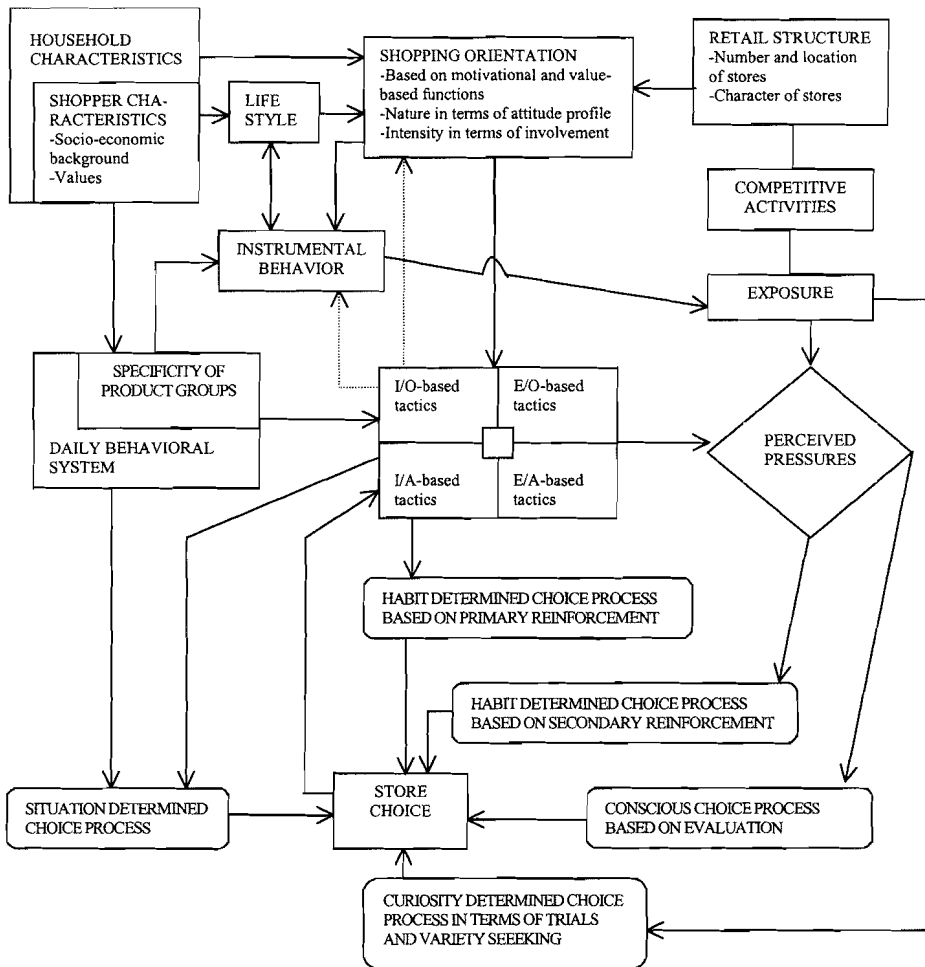 HOUSEHOLD
CHARACTERISTICS
SHOPPER CHA-
RACTERISTICS
-Socio-economic
background
-Values
LIFE
STYLE
SHOPPING ORIENTATION
-Based on motivational and value-
based functions
-Nature in terms of attitude profile
-Intensity in terms of involvement
RETAIL STRUCTURE
-Number and location
of stores
-Character of stores
COMPETITIVE
ACTIVITIES
INSTRUMENTAL
BEHAVIOR
EXPOSURE
SPECIFICITY OF
PRODUCT GROUPS
DAILY BEHAVIORAL
SYSTEM
I/O-based
tactics
E/O-based
tactics
I/A-based
tactics
E/A-based
tactics
PERCEIVED
PRESSURES
HABIT DETERMINED CHOICE PROCESS
BASED ON PRIMARY REINFORCEMENT
HABIT DETERMINED CHOICE PROCESS
BASED ON SECONDARY REINFORCEMENT
SITUATION DETERMINED
CHOICE PROCESS
STORE
CHOICE
CONSCIOUS CHOICE PROCESS
BASED ON EVALUATION
CURIOSITY DETERMINED CHOICE
PROCESS IN TERMS OF TRIALS
AND VARIETY SEEEKING